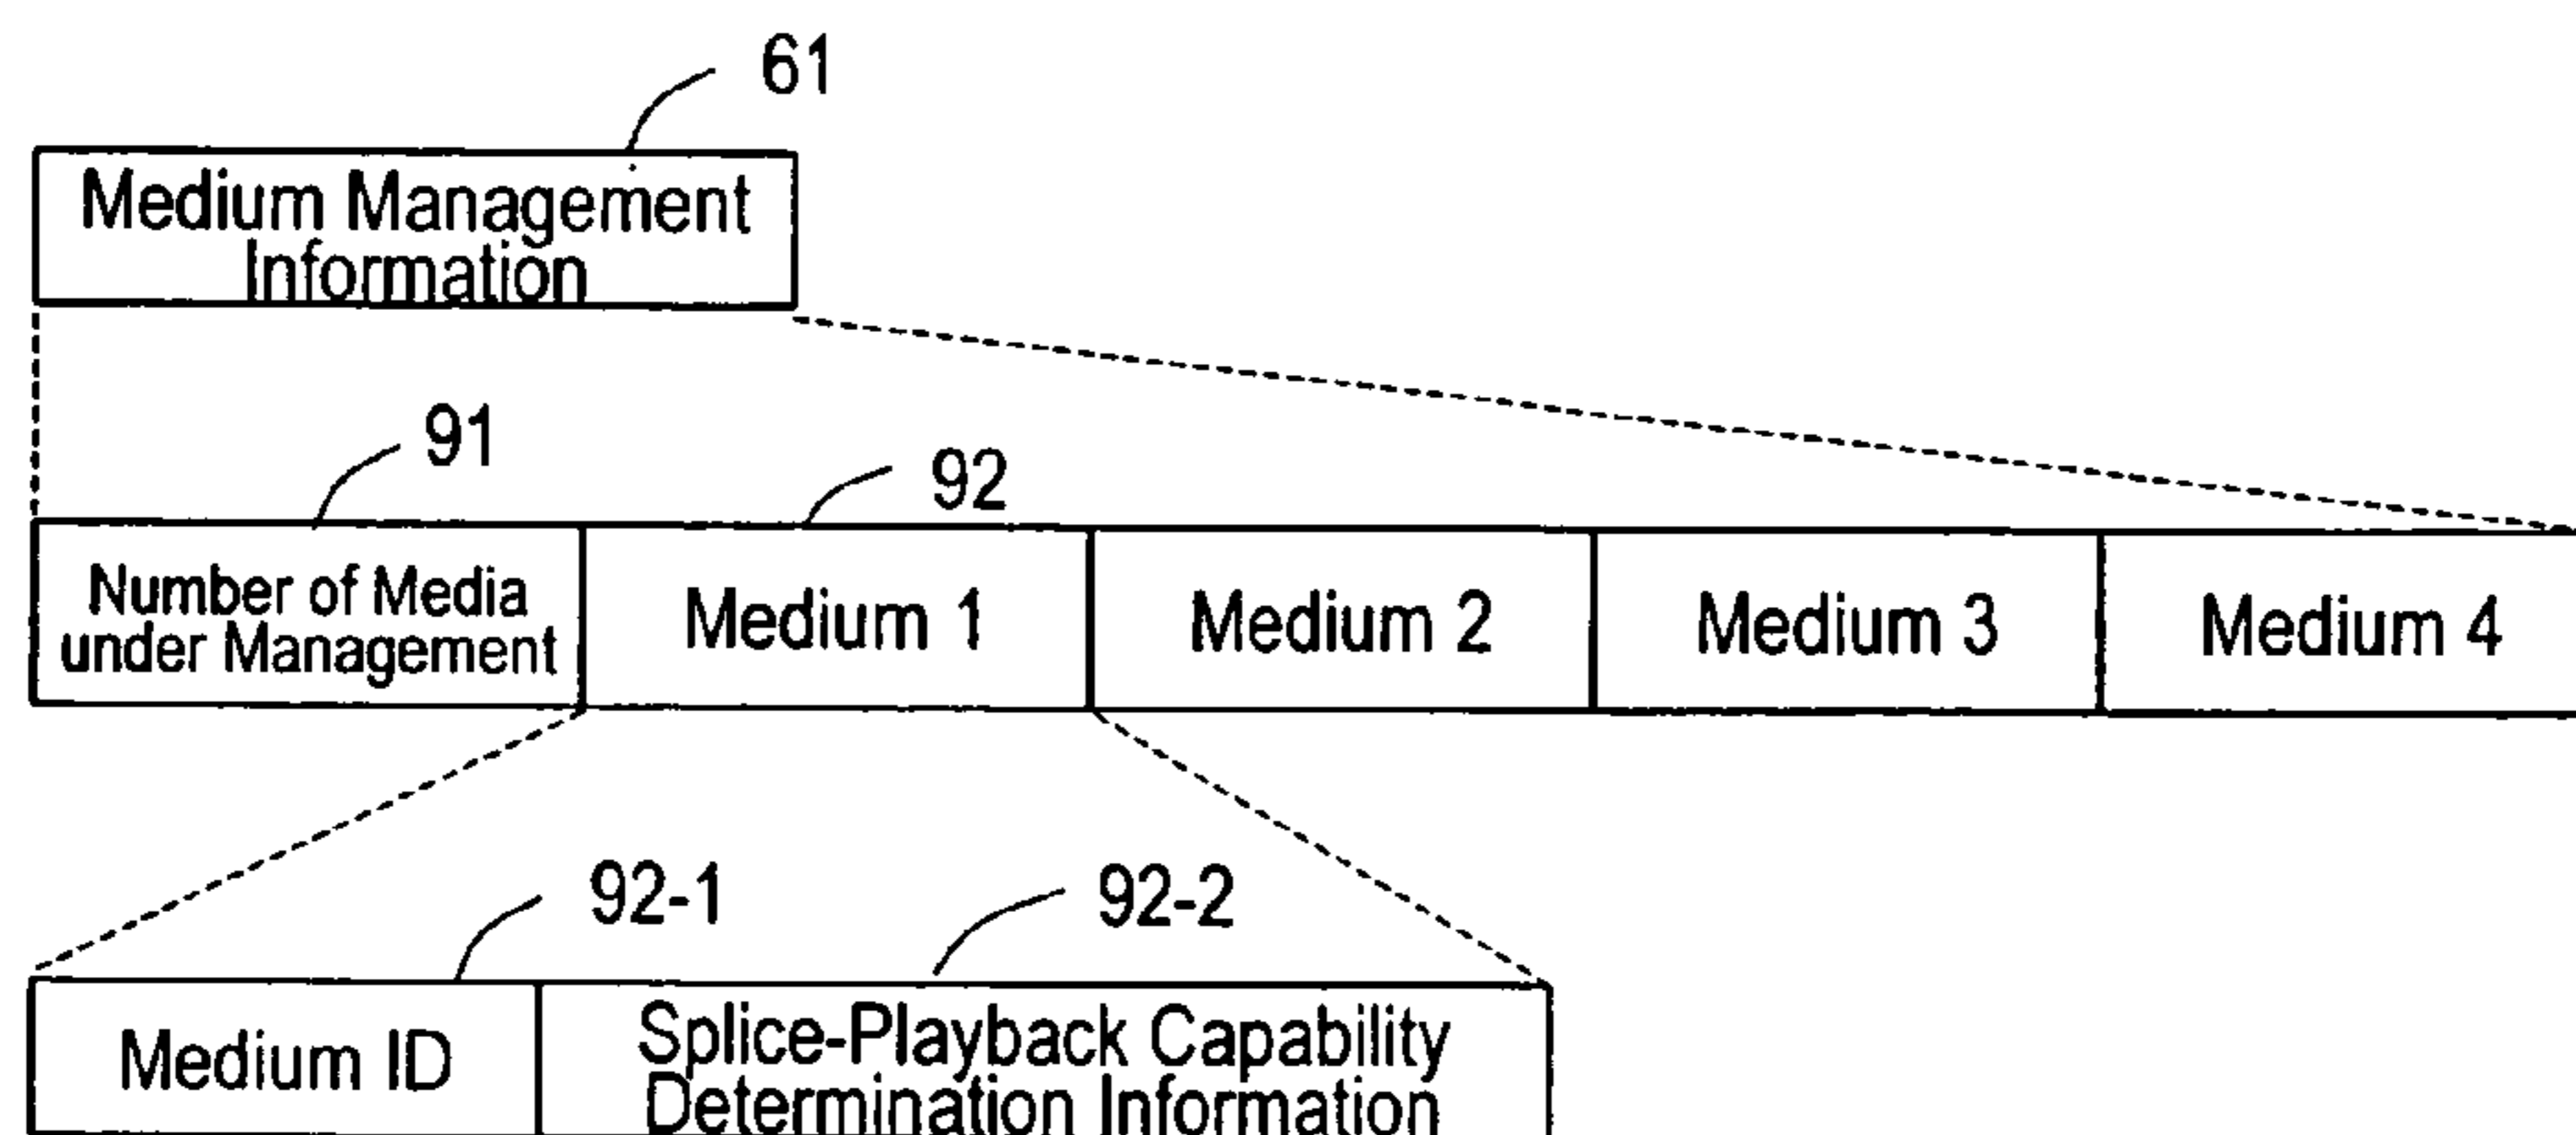 61
Medium Management
Information
91
92
Number of Media
under Management
Medium 1
Medium 2
Medium 3
Medium 4
92-1
92-2
Medium ID
Splice-Playback Capability
Determination Information